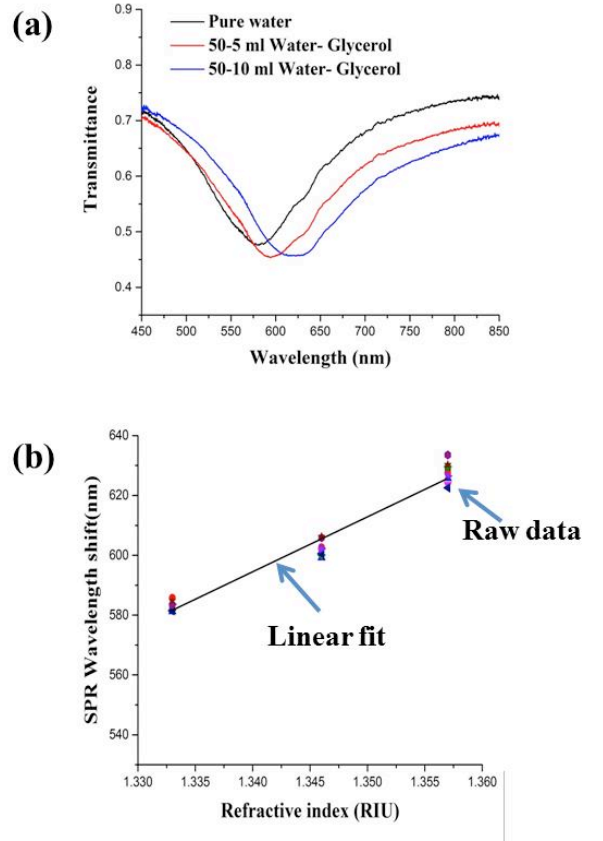 (a)
Pure water
50-5 ml Water- Glycerol
50-10 ml Water- Glycerol
Transmittance
0.9
0.8
0.7
0.6
0.5
0.4
450 500 550 600 650 700 750 800 850
Wavelength (nm)
(b)
SPR Wavelength shift(nm)
640
620
600
580
560
540
Raw data
Linear fit
1.330 1.335 1.340 1.345 1.350 1.355 1.360
Refractive index (RIU)